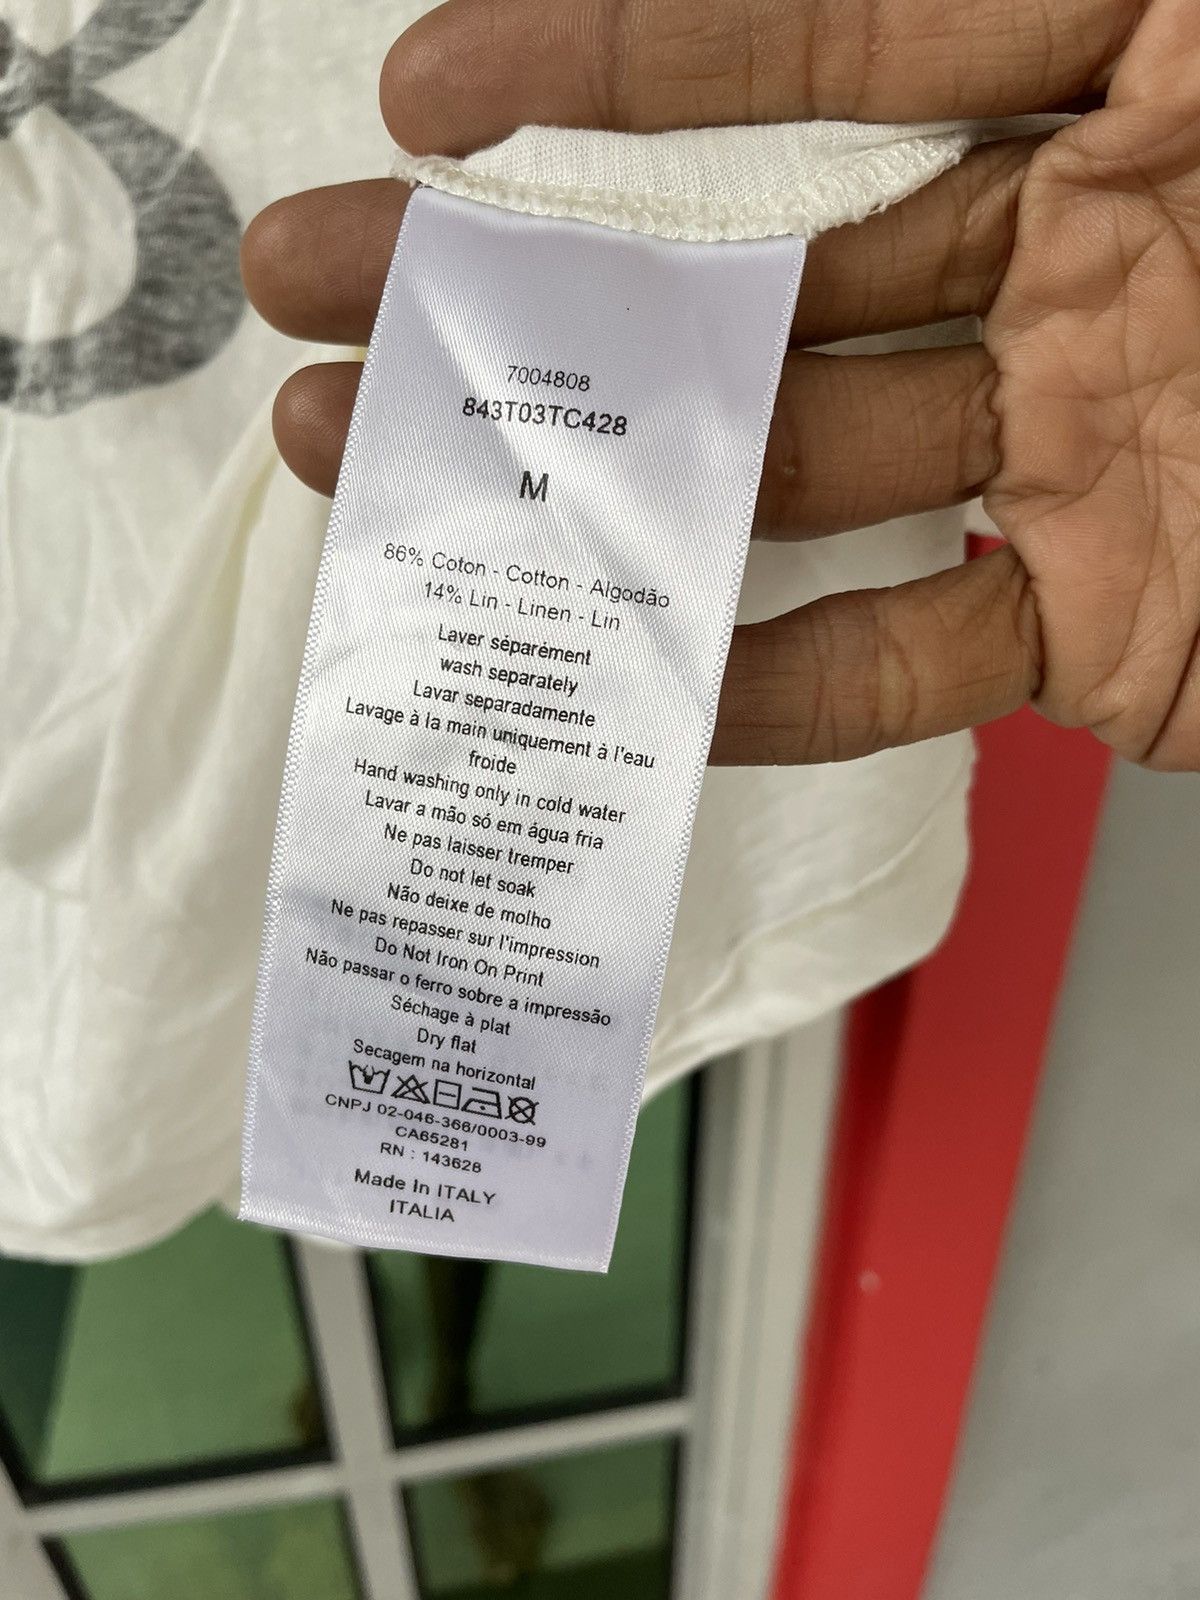 7004808
843T03TC428
M
86% Coton - Cotton - Algodão
14% Lin - Linen - Lin
Laver séparément
wash separately
Lavar separadamente
Lavage à la main uniquement à l'eau
froide
Hand washing only in cold water
Lavar a mão só em água fria
Ne pas laisser tremper
Do not let soak
Não deixe de molho
Ne pas repasser sur l'impression
Do Not Iron On Print
Não passar o ferro sobre a impressão
Séchage à plat
Dry flat
Secagem na horizontal
CNPJ 02-046-366/0003-99
CA65281
RN : 143628
Made In ITALY
ITALIA